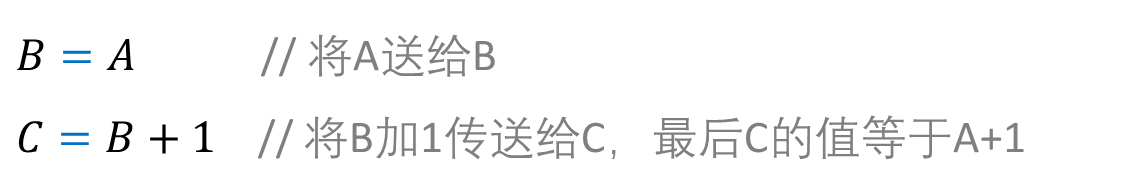 B = A // 将A送给B
C = B + 1 // 将B加1传送给C，最后C的值等于A+1